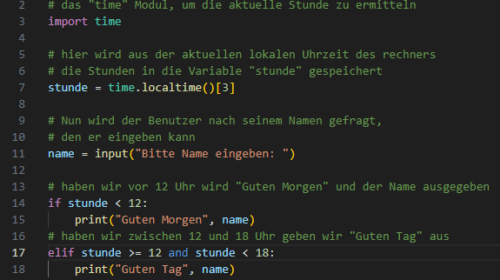 2 # das "time" Modul, um die aktuelle Stunde zu ermitteln
3 import time
4
5 # hier wird aus der aktuellen lokalen Uhrzeit des rechners
6 # die Stunden in die Variable "stunde" gespeichert
7 stunde = time.localtime()[3]
8
9 # Nun wird der Benutzer nach seinem Namen gefragt,
10 # den er eingeben kann
11 name = input("Bitte Name eingeben: ")
12
13 # haben wir vor 12 Uhr wird "Guten Morgen" und der Name ausgegeben
14 if stunde < 12:
15     print("Guten Morgen", name)
16 # haben wir zwischen 12 und 18 Uhr geben wir "Guten Tag" aus
17 elif stunde >= 12 and stunde < 18:
18     print("Guten Tag", name)